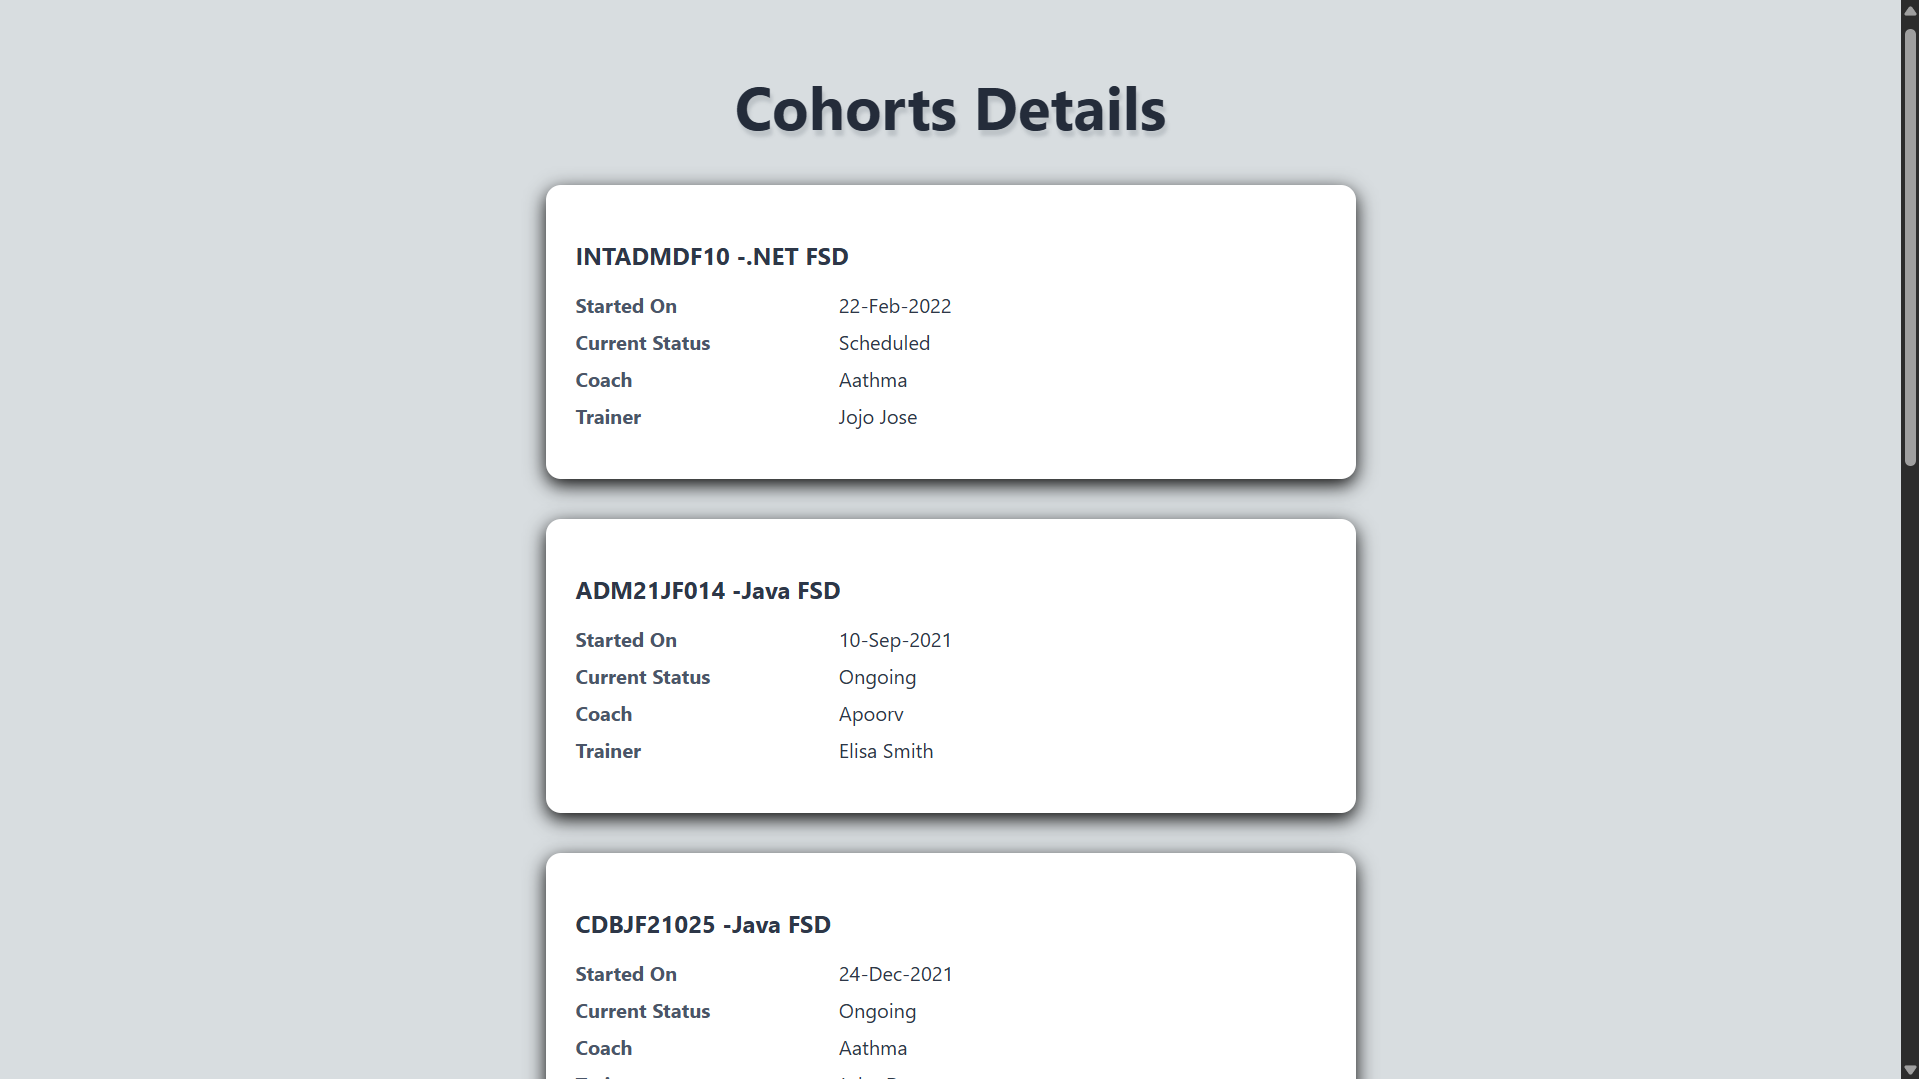 Cohorts Details
INTADMDF10 -.NET FSD
Started On 22-Feb-2022
Current Status Scheduled
Coach Aathma
Trainer Jojo Jose
ADM21JF014 -Java FSD
Started On 10-Sep-2021
Current Status Ongoing
Coach Apoorv
Trainer Elisa Smith
CDBJF21025 -Java FSD
Started On 24-Dec-2021
Current Status Ongoing
Coach Aathma